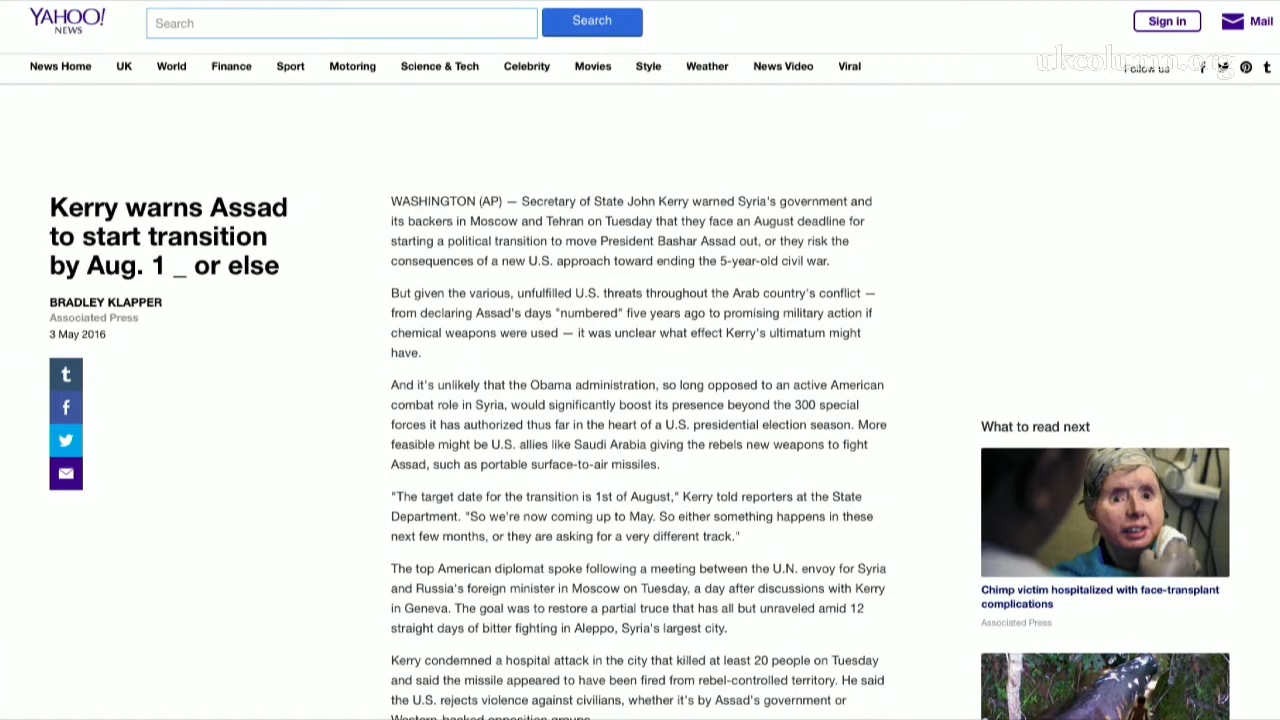 YAHOO!
NEWS
Search
Search
Sign in
Mail
News Home UK World Finance Sport Motoring Science & Tech Celebrity Movies Style Weather News Video Viral
Follow us
ukcolumn.org
Kerry warns Assad
to start transition
by Aug. 1 _ or else
BRADLEY KLAPPER
Associated Press
3 May 2016
WASHINGTON (AP) — Secretary of State John Kerry warned Syria's government and
its backers in Moscow and Tehran on Tuesday that they face an August deadline for
starting a political transition to move President Bashar Assad out, or they risk the
consequences of a new U.S. approach toward ending the 5-year-old civil war.
But given the various, unfulfilled U.S. threats throughout the Arab country's conflict —
from declaring Assad's days "numbered" five years ago to promising military action if
chemical weapons were used — it was unclear what effect Kerry's ultimatum might
have.
And it's unlikely that the Obama administration, so long opposed to an active American
combat role in Syria, would significantly boost its presence beyond the 300 special
forces it has authorized thus far in the heart of a U.S. presidential election season. More
feasible might be U.S. allies like Saudi Arabia giving the rebels new weapons to fight
Assad, such as portable surface-to-air missiles.
"The target date for the transition is 1st of August," Kerry told reporters at the State
Department. "So we're now coming up to May. So either something happens in these
next few months, or they are asking for a very different track."
The top American diplomat spoke following a meeting between the U.N. envoy for Syria
and Russia's foreign minister in Moscow on Tuesday, a day after discussions with Kerry
in Geneva. The goal was to restore a partial truce that has all but unraveled amid 12
straight days of bitter fighting in Aleppo, Syria's largest city.
Kerry condemned a hospital attack in the city that killed at least 20 people on Tuesday
and said the missile appeared to have been fired from rebel-controlled territory. He said
the U.S. rejects violence against civilians, whether it's by Assad's government or
Western-backed opposition groups.
What to read next
Chimp victim hospitalized with face-transplant
complications
Associated Press